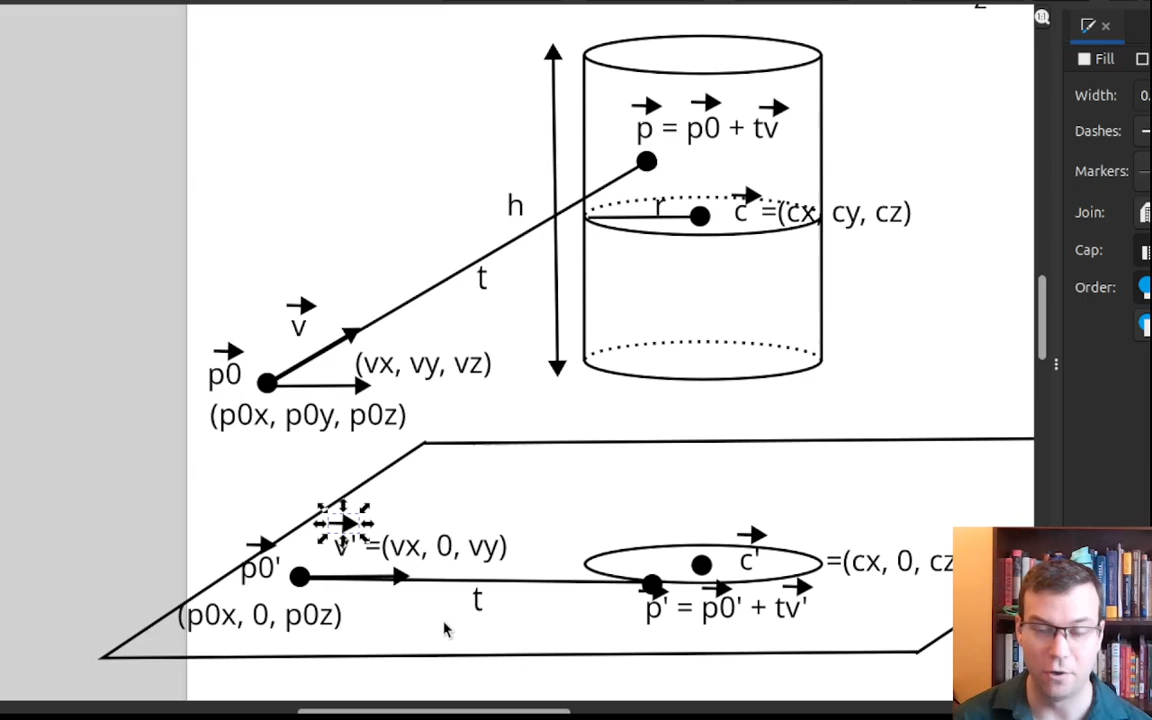 Fill
p = p0 + tv
Width: 0.
Dashes:
Markers:
h
r
c =(cx, cy, cz)
Join:
Cap:
t
Order:
v
p0
(vx, vy, vz)
(p0x, p0y, p0z)
v' =(vx, 0, vy)
p0'
c'
=(cx, 0, cz
t
(p0x, 0, p0z)
p' = p0' + tv'